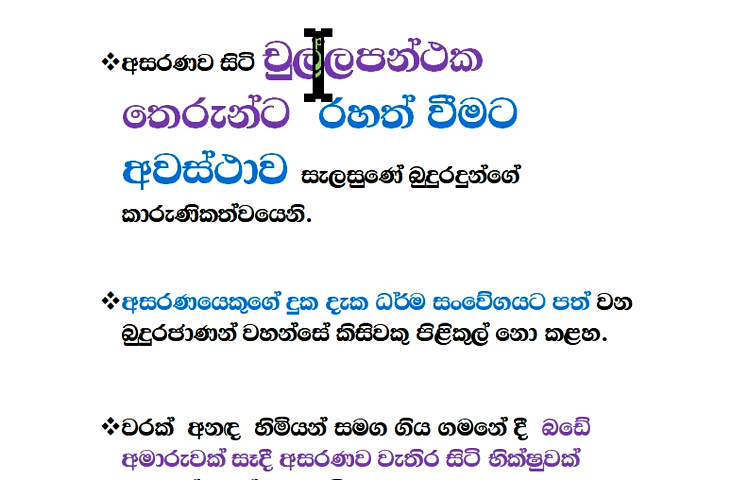 ❖අසරණව සිටි චුල්ලපන්ථක
තෙරුන්ට රහත් වීමට
අවස්ථාව සැලසුණේ බුදුරදුන්ගේ
කාරුණිකත්වයෙනි.
❖අසරණයෙකුගේ දුක දැක ධර්ම සංවේගයට පත් වන
බුදුරජාණන් වහන්සේ කිසිවකු පිළිකුල් නො කළහ.
❖වරක් අනඳ හිමියන් සමග ගිය ගමනේ දී බඩේ
අමාරුවක් සෑදී අසරණව වැතිර සිටි භික්ෂුවක්